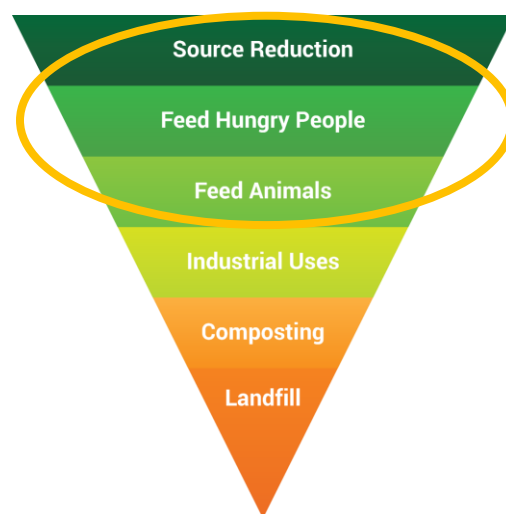 Source Reduction
Feed Hungry People
Feed Animals
Industrial Uses
Composting
Landfill